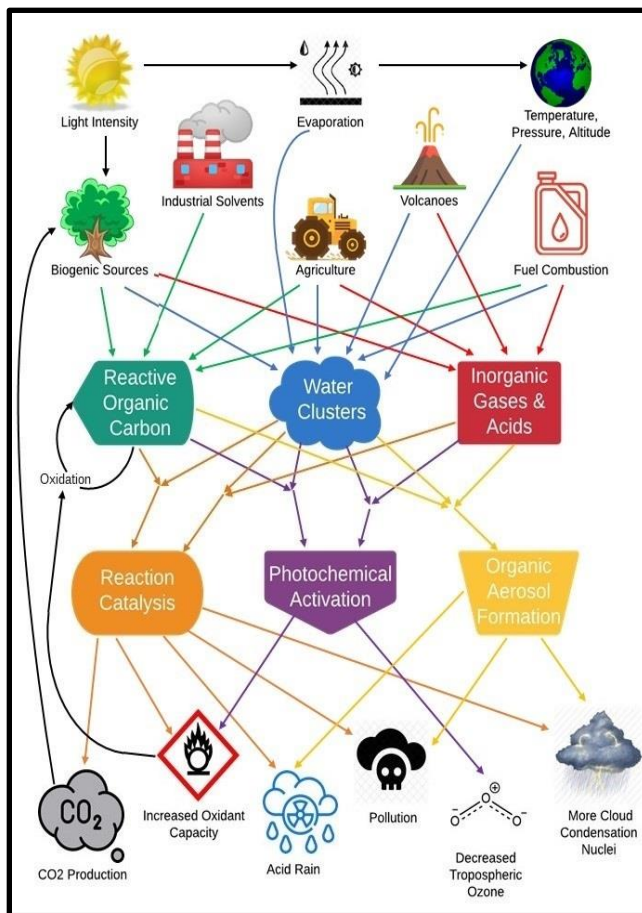 Light Intensity
Evaporation
Temperature,
Pressure, Altitude
Industrial Solvents
Volcanoes
Biogenic Sources
Agriculture
Fuel Combustion
Reactive
Organic
Carbon
Water
Clusters
Inorganic
Gases &
Acids
Oxidation
Reaction
Catalysis
Photochemical
Activation
Organic
Aerosol
Formation
CO2
CO2 Production
Increased Oxidant
Capacity
Acid Rain
Pollution
O
+
O
-
O
-
Decreased
Tropospheric
Ozone
More Cloud
Condensation
Nuclei